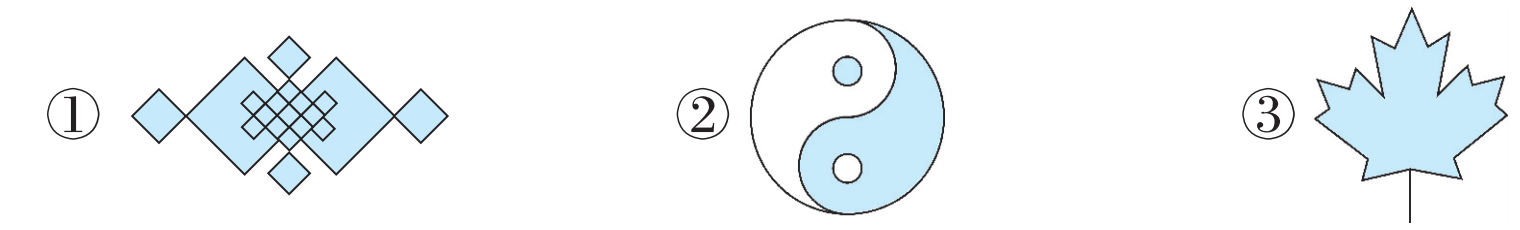 ① ② ③